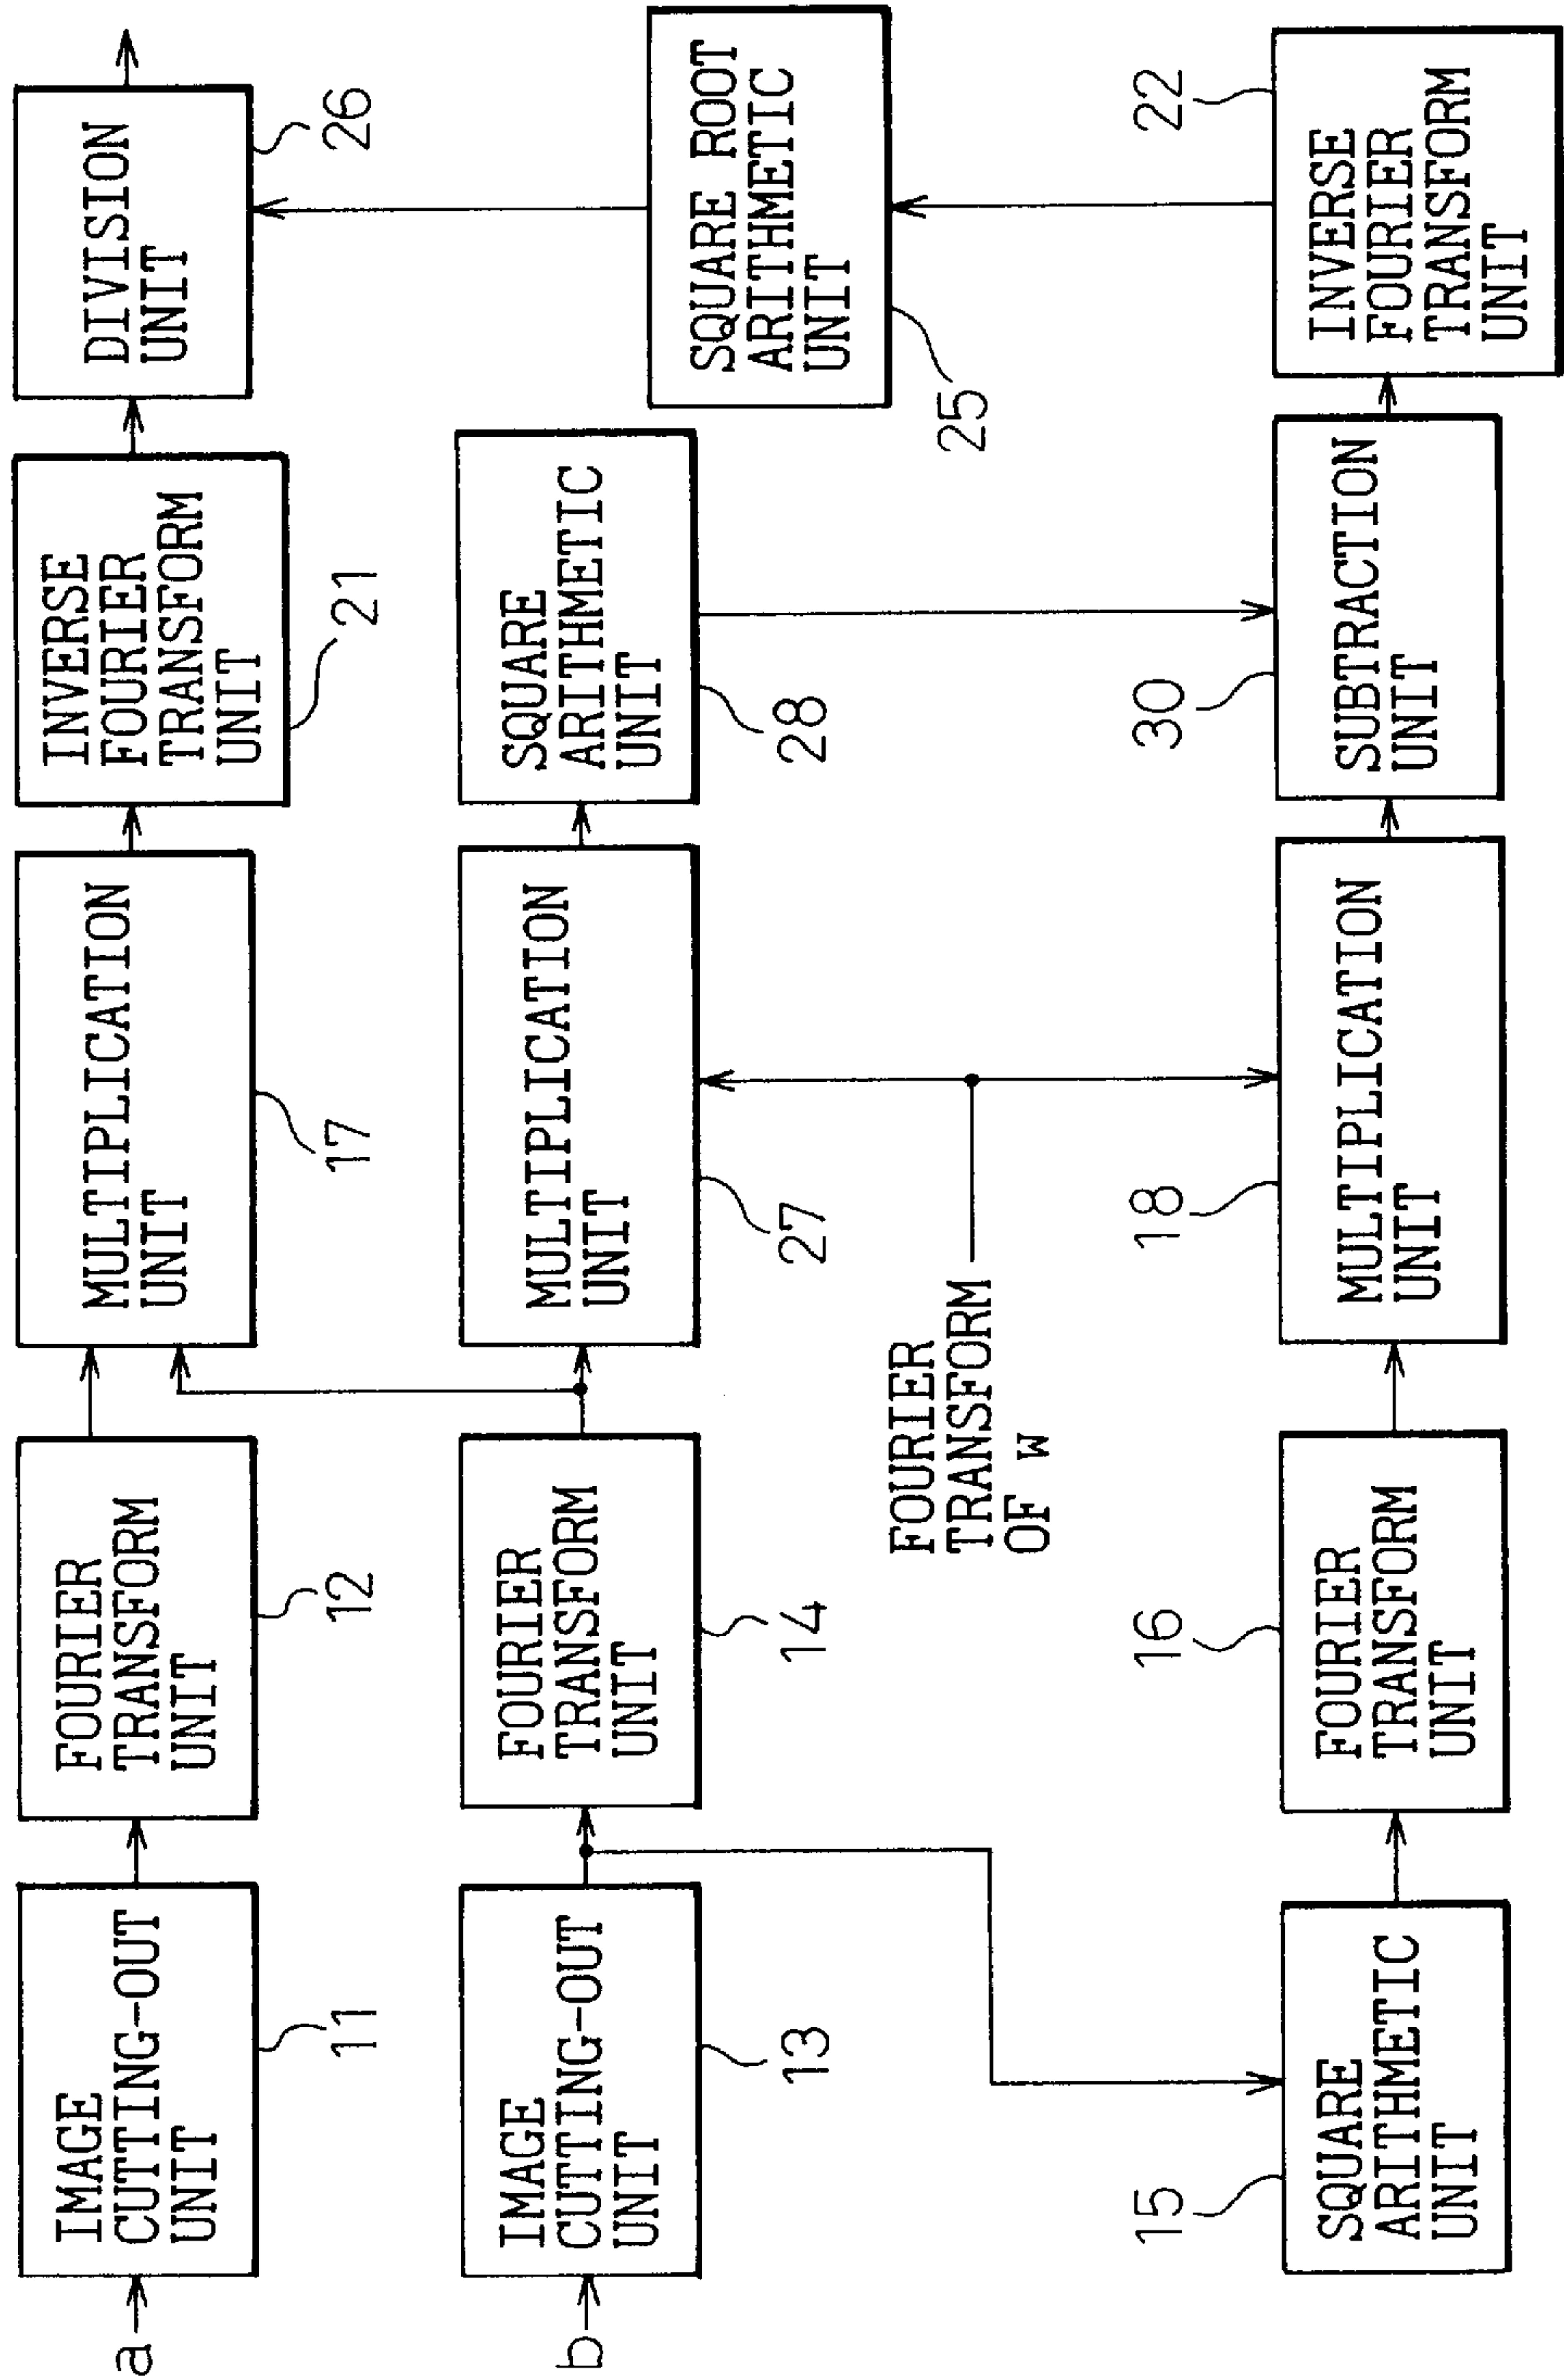 a
IMAGE
CUTTING-OUT
UNIT
11
FOURIER
TRANSFORM
UNIT
12
MULTIPLICATION
UNIT
17
INVERSE
FOURIER
TRANSFORM
UNIT
21
DIVISION
UNIT
26
b
IMAGE
CUTTING-OUT
UNIT
13
FOURIER
TRANSFORM
UNIT
14
MULTIPLICATION
UNIT
27
SQUARE
ARITHMETIC
UNIT
28
SQUARE ROOT
ARITHMETIC
UNIT
25
FOURIER
TRANSFORM
OF w
15
SQUARE
ARITHMETIC
UNIT
16
FOURIER
TRANSFORM
UNIT
18
MULTIPLICATION
UNIT
30
SUBTRACTION
UNIT
22
INVERSE
FOURIER
TRANSFORM
UNIT